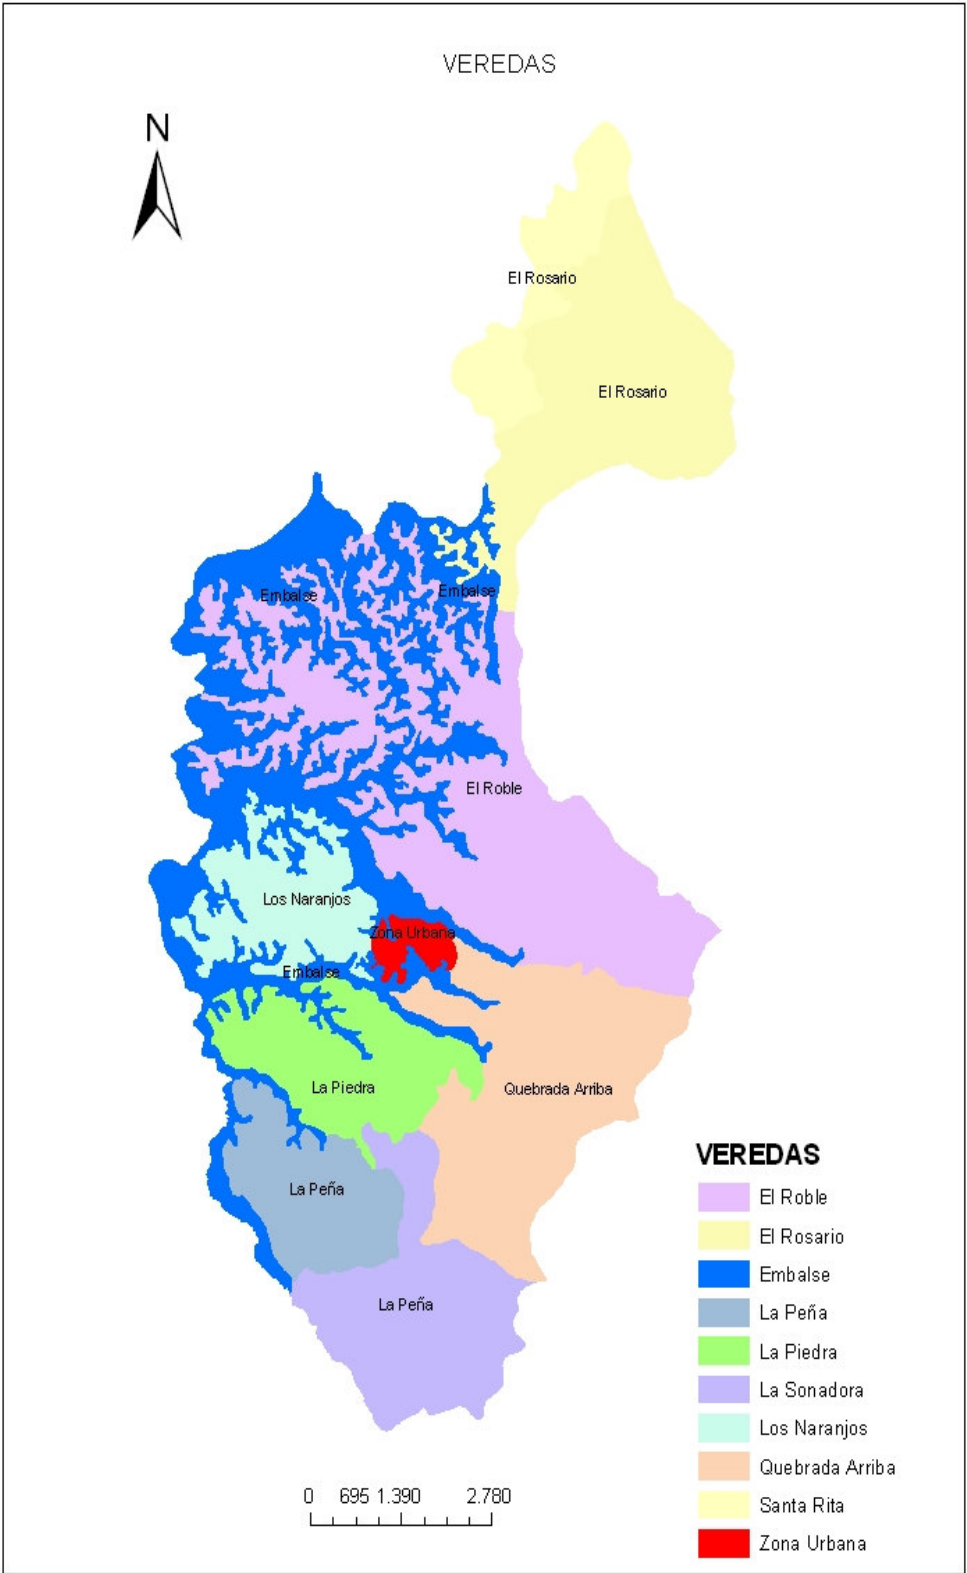 VEREDAS
N
El Rosario
El Rosario
Embalse
Embalse
El Roble
Los Naranjos
Zona Urbana
Embalse
La Piedra
Quebrada Arriba
La Peña
La Peña
VEREDAS
El Roble
El Rosario
Embalse
La Peña
La Piedra
La Sonadora
Los Naranjos
Quebrada Arriba
Santa Rita
Zona Urbana
0 695 1.390 2.780